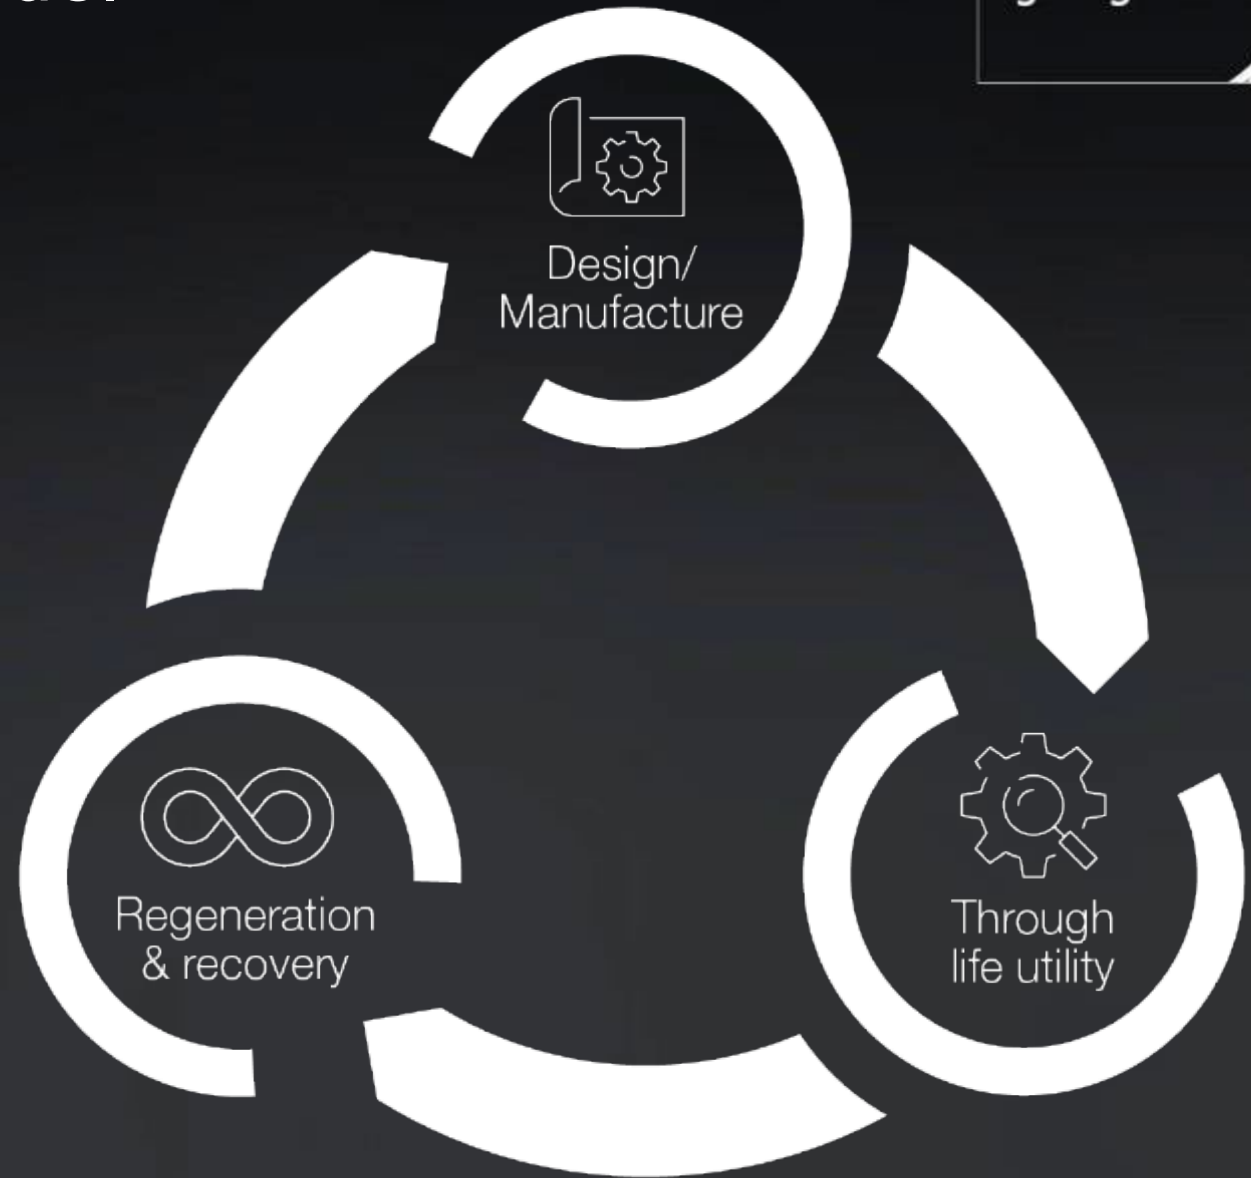 Design/
Manufacture
Regeneration
& recovery
Through
life utility